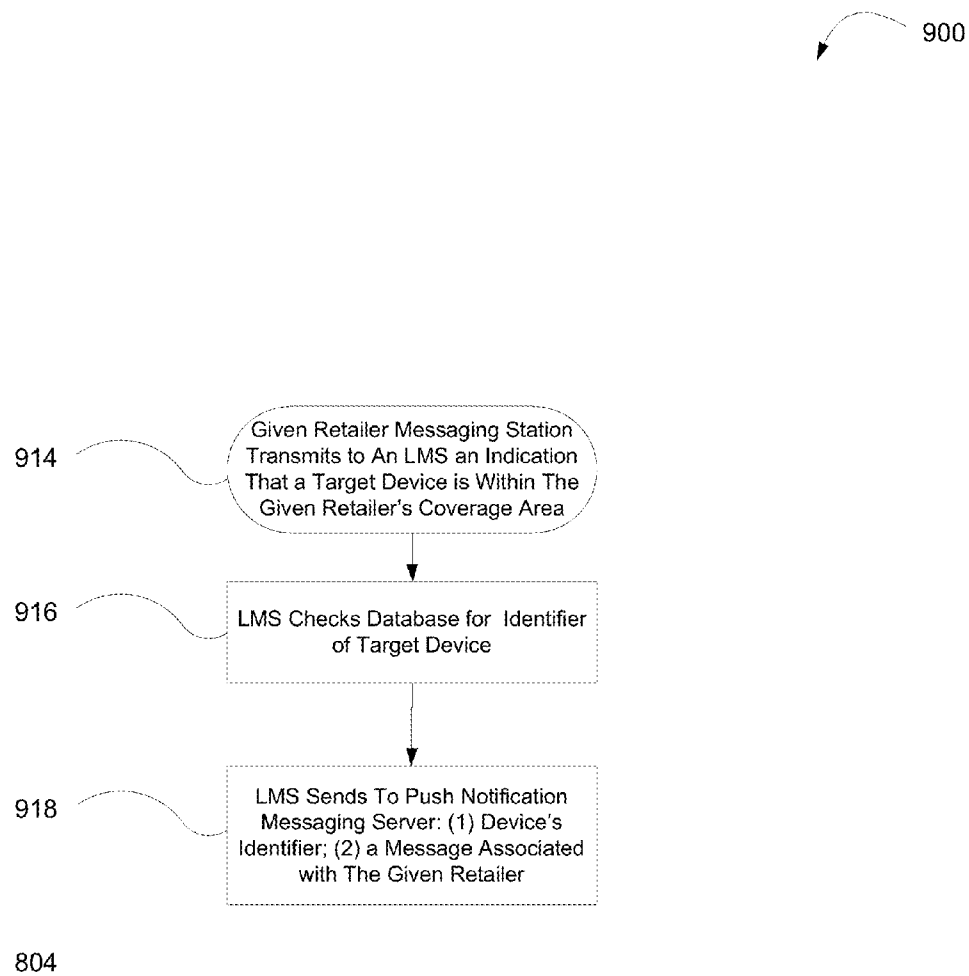 900
914
Given Retailer Messaging Station
Transmits to An LMS an Indication
That a Target Device is Within The
Given Retailer's Coverage Area
916
LMS Checks Database for Identifier
of Target Device
918
LMS Sends To Push Notification
Messaging Server: (1) Device's
Identifier; (2) a Message Associated
with The Given Retailer
804